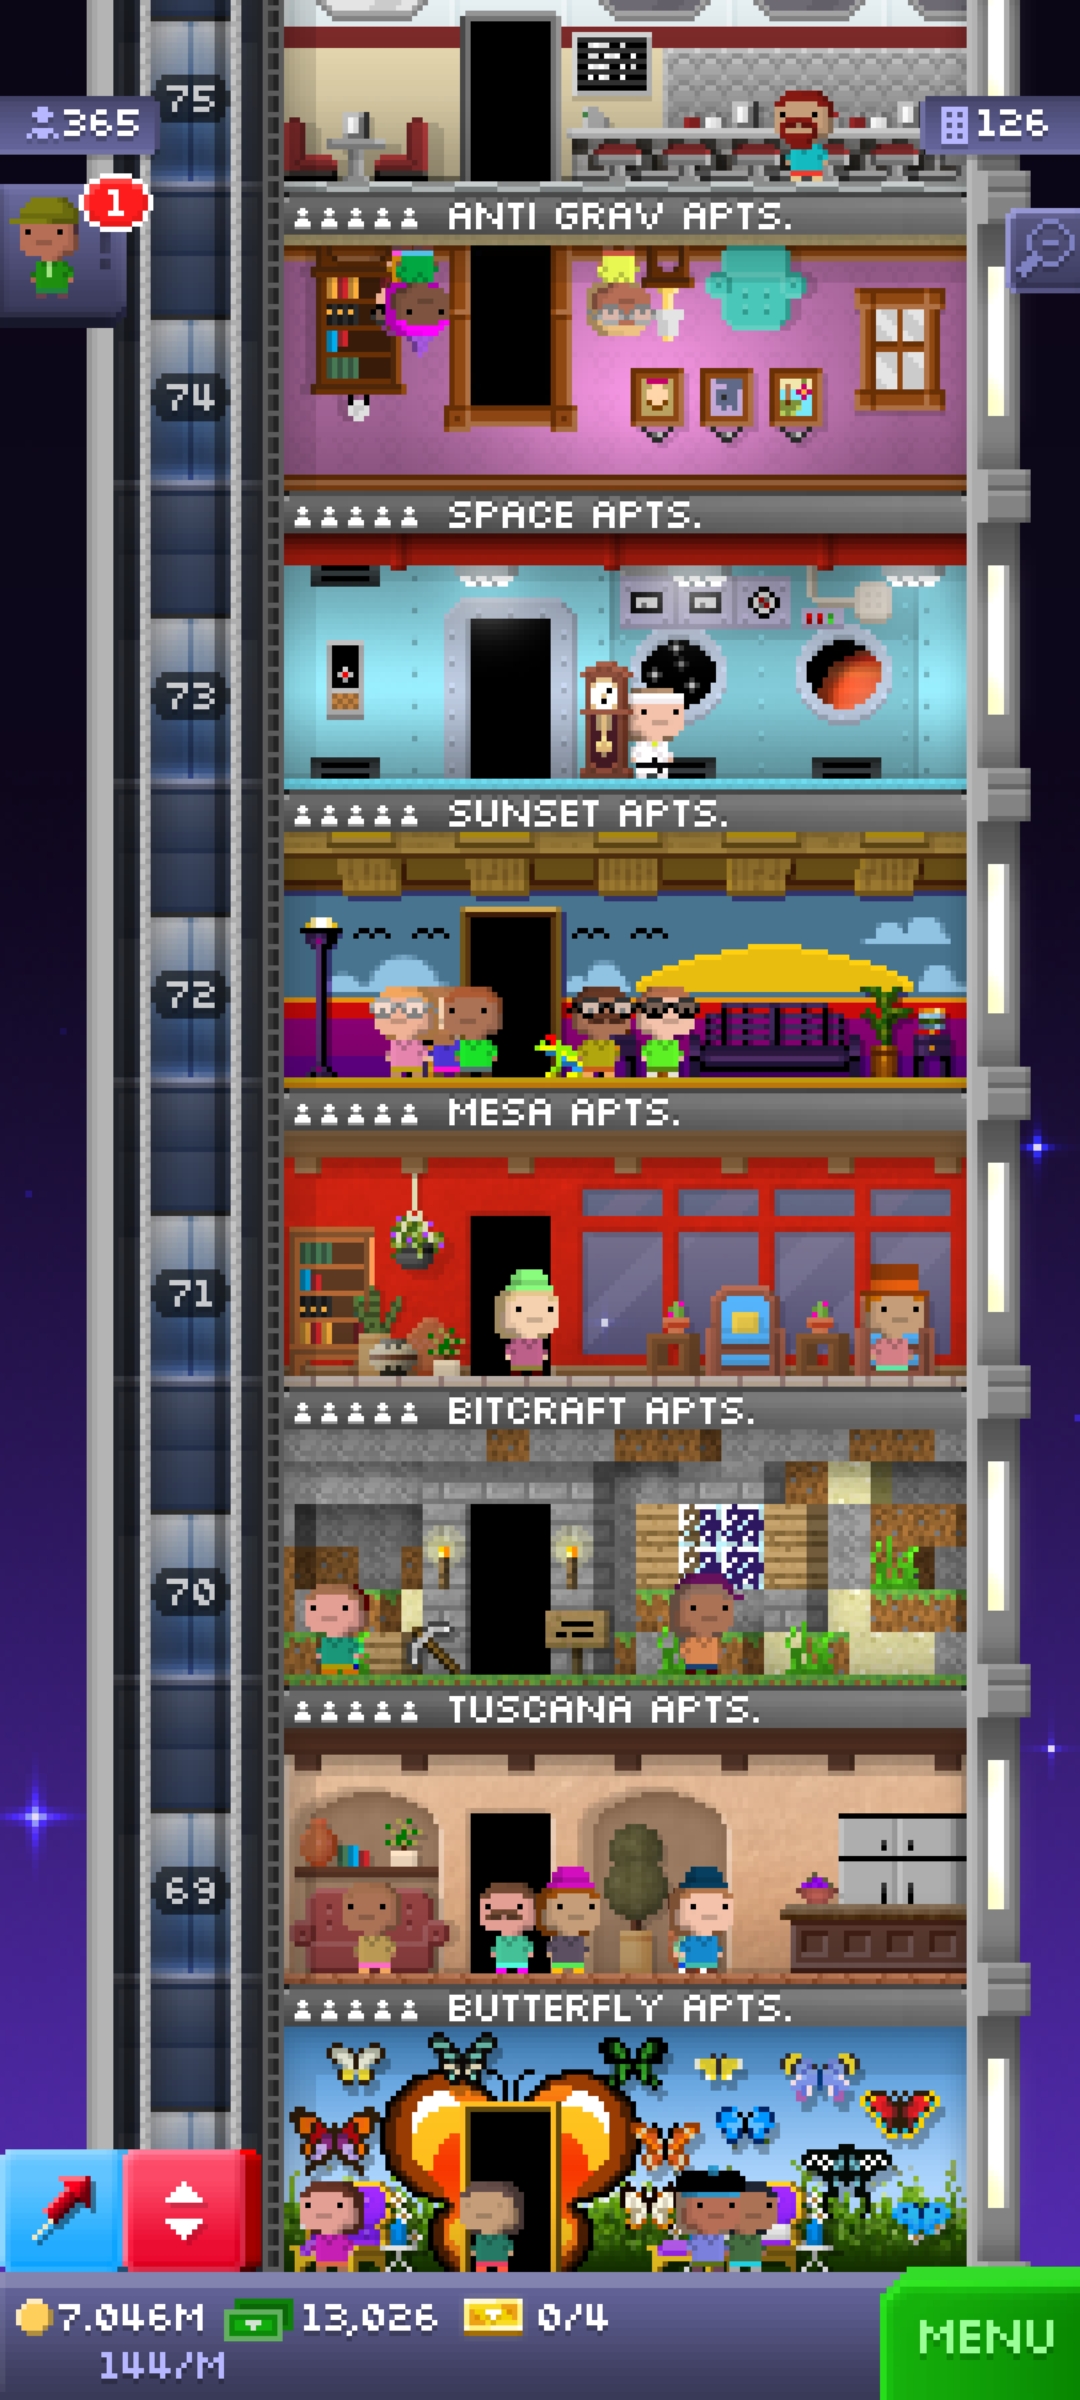 75
365
126
1
ANTI GRAV APTS.
74
SPACE APTS.
73
SUNSET APTS.
72
MESA APTS.
71
BITCRAFT APTS.
70
TUSCANA APTS.
69
BUTTERFLY APTS.
7.046M 13,026 0/4
144/M
MENU